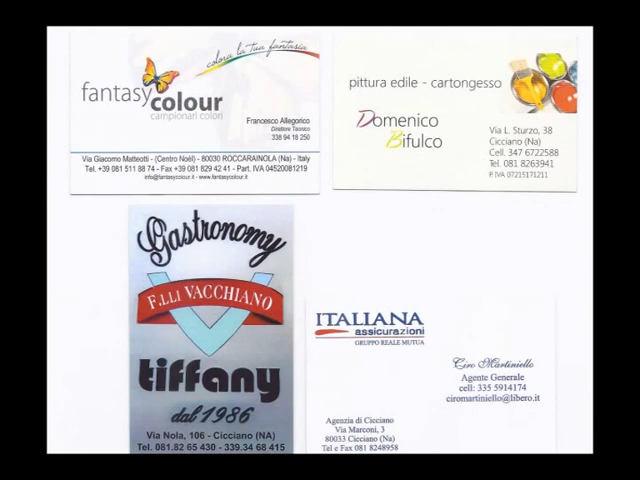 colora la tua fantasia
fantasy colour
campionari colori
Francesco Allegorico
Direttore Tecnico
338 94 18 250
Via Giacomo Matteotti - (Centro Noël) - 80030 ROCCARAINOLA (Na) - Italy
Tel. +39 081 511 88 74 - Fax +39 081 829 42 41 - Part. IVA 04520081219
info@fantasycolour.it - www.fantasycolour.it
pittura edile - cartongesso
Domenico
Bifulco
Via L. Sturzo, 38
Cicciano (Na)
Cell. 347 6722588
Tel. 081 8263941
P. IVA 07215171211
Gastronomy
F.LLI VACCHIANO
tiffany
dal 1986
Via Nola, 106 - Cicciano (NA)
Tel. 081.82 65 430 - 339.34 68 415
ITALIANA
assicurazioni
GRUPPO REALE MUTUA
Ciro Martiniello
Agente Generale
cell: 335 5914174
ciromartiniello@libero.it
Agenzia di Cicciano
Via Marconi, 3
80033 Cicciano (Na)
Tel e Fax 081 8248958